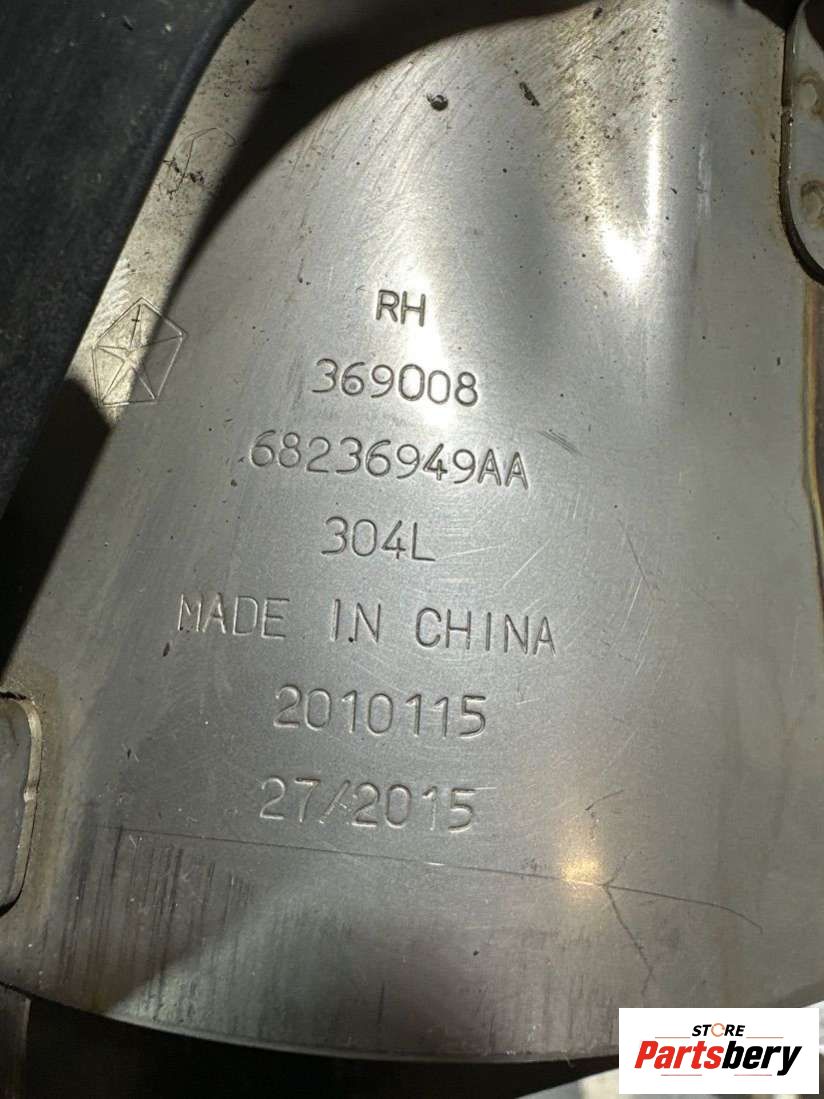 RH
369008
68236949AA
304L
MADE IN CHINA
2010115
27/2015
STORE
Partsbery